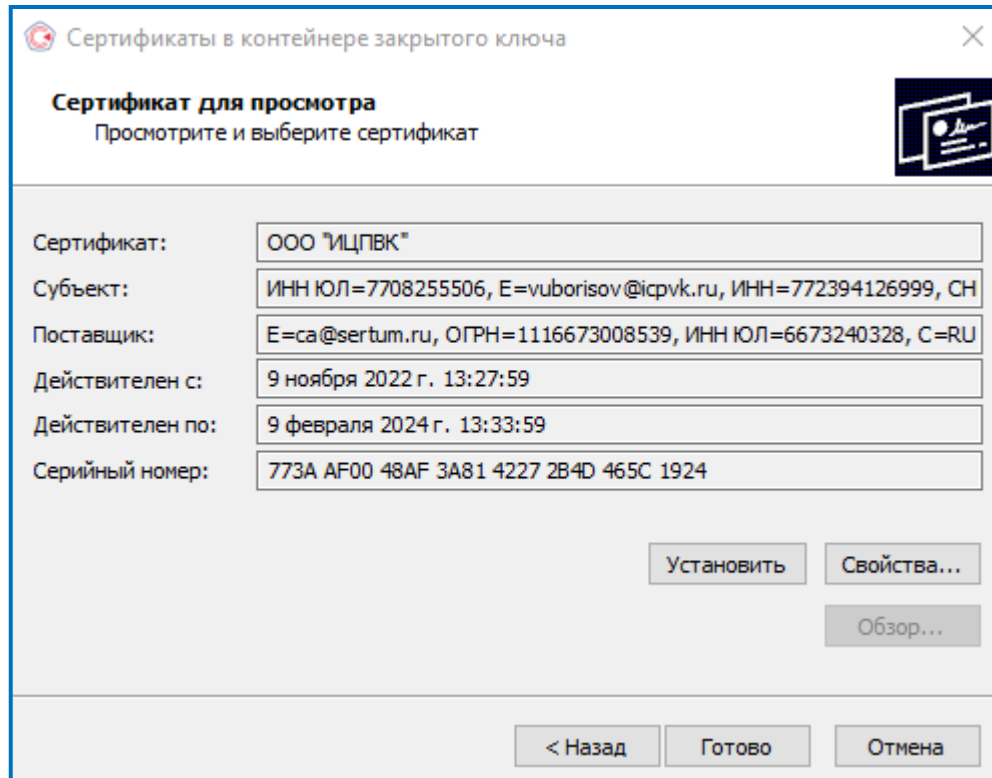 Сертификаты в контейнере закрытого ключа
Сертификат для просмотра
Просмотрите и выберите сертификат
Сертификат: ООО "ИЦПВК"
Субъект: ИНН ЮЛ=7708255506, E=vuborisov@icpvk.ru, ИНН=772394126999, СН
Поставщик: E=ca@sertum.ru, ОГРН=1116673008539, ИНН ЮЛ=6673240328, C=RU
Действителен с: 9 ноября 2022 г. 13:27:59
Действителен по: 9 февраля 2024 г. 13:33:59
Серийный номер: 773A AF00 48AF 3A81 4227 2B4D 465C 1924
Установить Свойства...
Обзор...
< Назад Готово Отмена